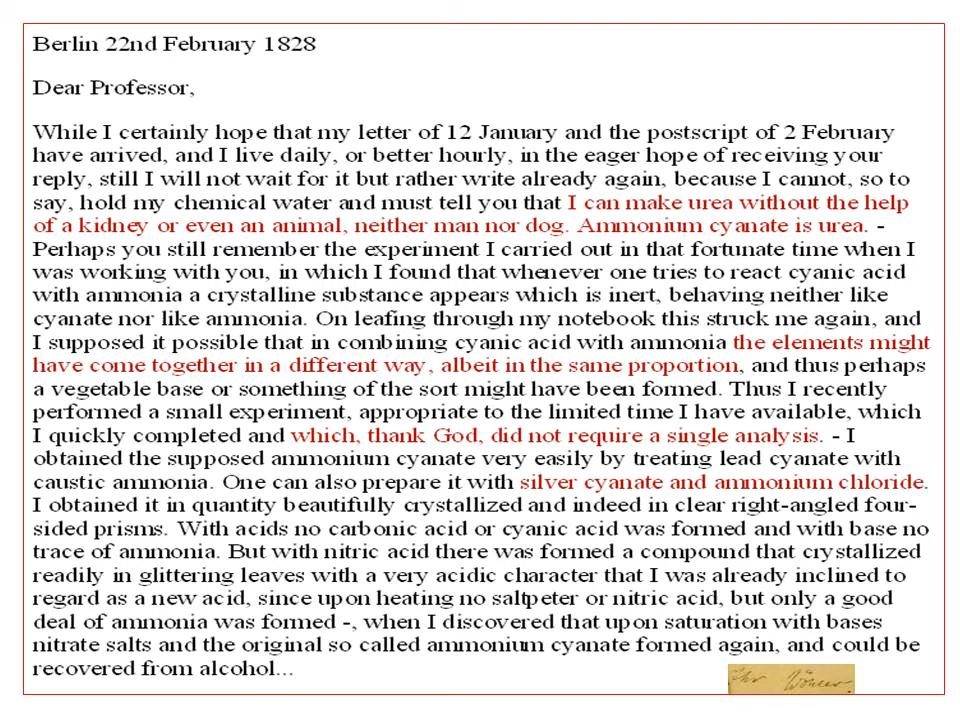 Berlin 22nd February 1828
Dear Professor,
While I certainly hope that my letter of 12 January and the postscript of 2 February
have arrived, and I live daily, or better hourly, in the eager hope of receiving your
reply, still I will not wait for it but rather write already again, because I cannot, so to
say, hold my chemical water and must tell you that I can make urea without the help
of a kidney or even an animal, neither man nor dog. Ammonium cyanate is urea. -
Perhaps you still remember the experiment I carried out in that fortunate time when I
was working with you, in which I found that whenever one tries to react cyanic acid
with ammonia a crystalline substance appears which is inert, behaving neither like
cyanate nor like ammonia. On leafing through my notebook this struck me again, and
I supposed it possible that in combining cyanic acid with ammonia the elements might
have come together in a different way, albeit in the same proportion, and thus perhaps
a vegetable base or something of the sort might have been formed. Thus I recently
performed a small experiment, appropriate to the limited time I have available, which
I quickly completed and which, thank God, did not require a single analysis. - I
obtained the supposed ammonium cyanate very easily by treating lead cyanate with
caustic ammonia. One can also prepare it with silver cyanate and ammonium chloride.
I obtained it in quantity beautifully crystallized and indeed in clear right-angled four-
sided prisms. With acids no carbonic acid or cyanic acid was formed and with base no
trace of ammonia. But with nitric acid there was formed a compound that crystallized
readily in glittering leaves with a very acidic character that I was already inclined to
regard as a new acid, since upon heating no saltpeter or nitric acid, but only a good
deal of ammonia was formed -, when I discovered that upon saturation with bases
nitrate salts and the original so called ammonium cyanate formed again, and could be
recovered from alcohol...
Ihr Wöhler.